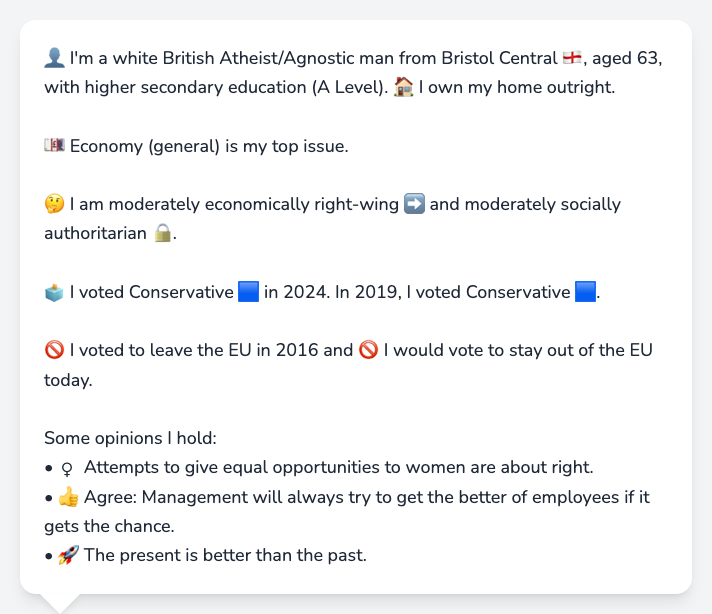 👤 I'm a white British Atheist/Agnostic man from Bristol Central 🏴󠁧󠁢󠁥󠁮󠁧󠁿, aged 63,
with higher secondary education (A Level). 🏠 I own my home outright.
💷 Economy (general) is my top issue.
🤔 I am moderately economically right-wing ➡️ and moderately socially
authoritarian 🔒.
🗳️ I voted Conservative 🟦 in 2024. In 2019, I voted Conservative 🟦.
🚫 I voted to leave the EU in 2016 and 🚫 I would vote to stay out of the EU
today.
Some opinions I hold:
• ♀ Attempts to give equal opportunities to women are about right.
• 👍 Agree: Management will always try to get the better of employees if it
gets the chance.
• 🚀 The present is better than the past.